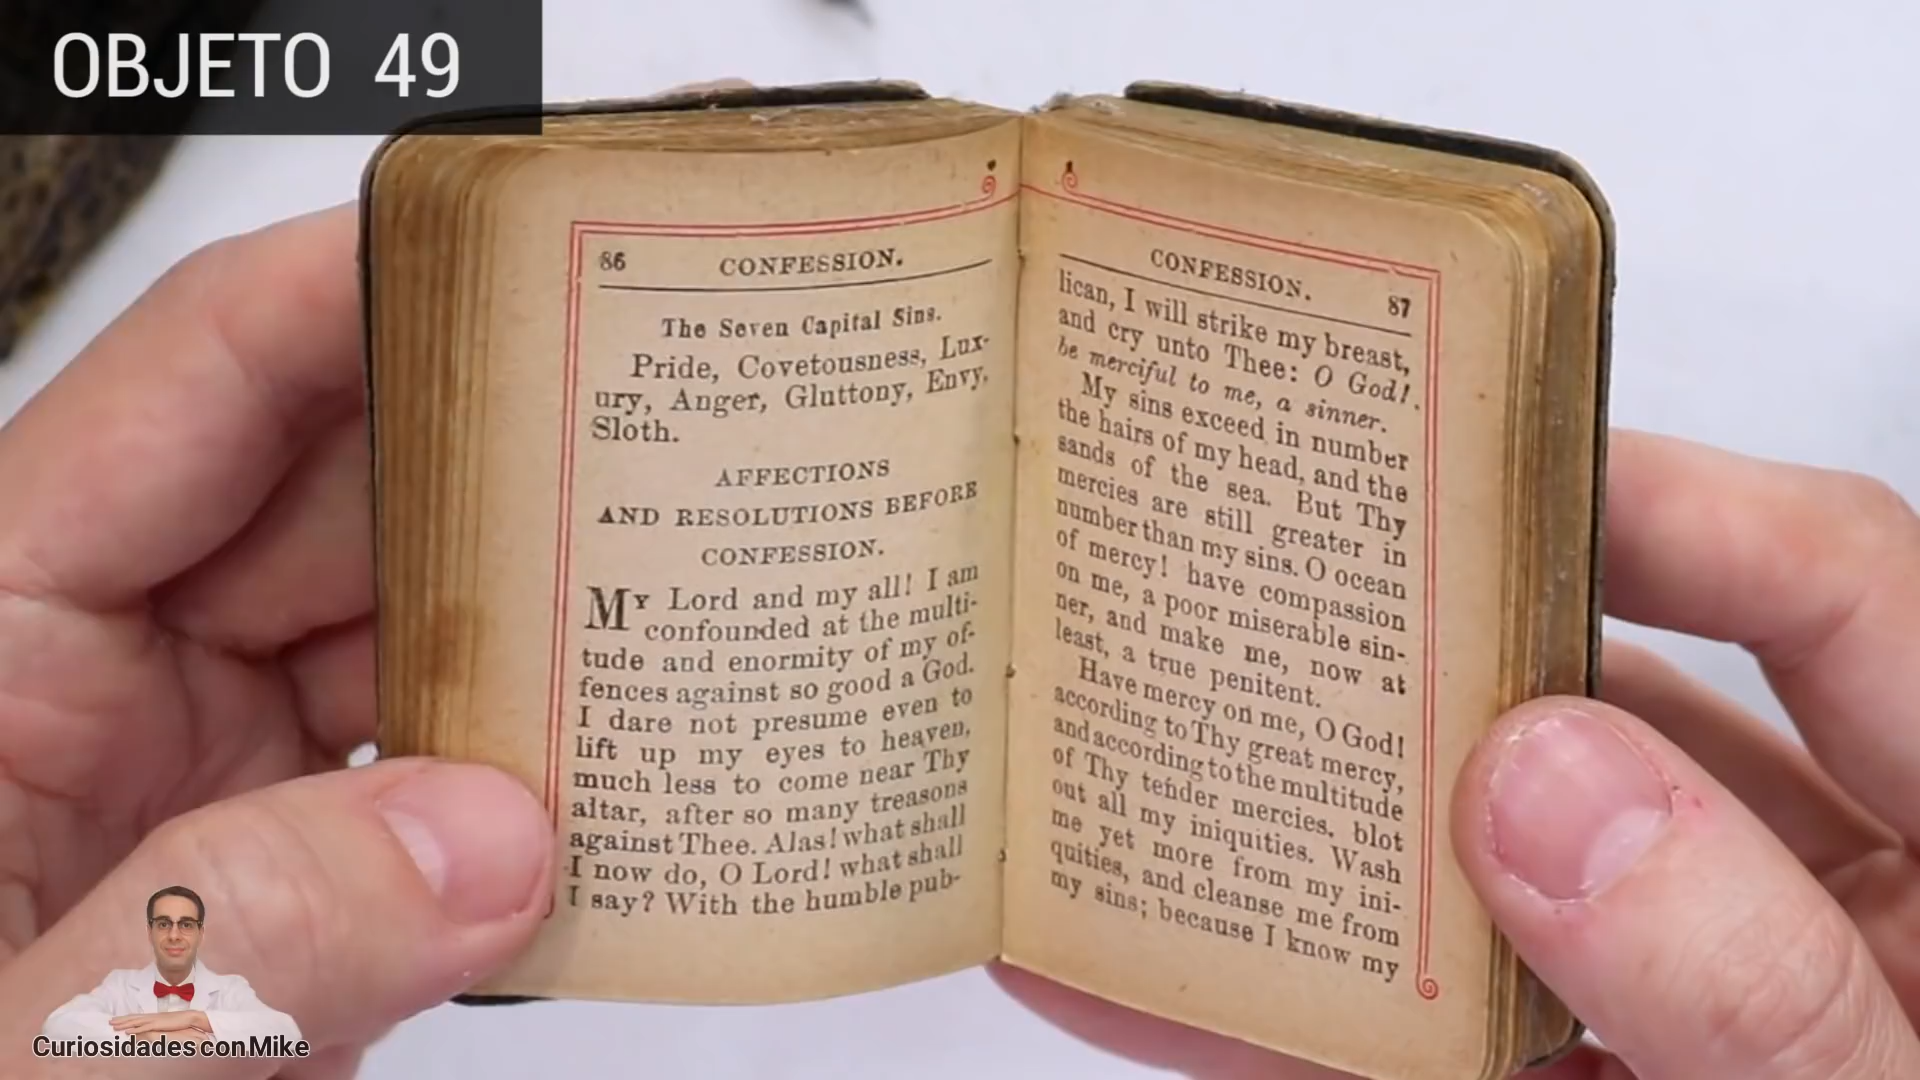 OBJETO 49
86 CONFESSION.
The Seven Capital Sins.
Pride, Covetousness, Lux-
ury, Anger, Gluttony, Envy,
Sloth.
AFFECTIONS
AND RESOLUTIONS BEFORE
CONFESSION.
MY Lord and my all! I am
confounded at the multi-
tude and enormity of my of-
fences against so good a God.
I dare not presume even to
lift up my eyes to heaven,
much less to come near Thy
altar, after so many treasons
against Thee. Alas! what shall
I now do, O Lord! what shall
I say? With the humble pub-
CONFESSION. 87
lican, I will strike my breast,
and cry unto Thee: O God!
be merciful to me, a sinner.
My sins exceed in number
the hairs of my head, and the
sands of the sea. But Thy
mercies are still greater in
number than my sins. O ocean
of mercy! have compassion
on me, a poor miserable sin-
ner, and make me, now at
least, a true penitent.
Have mercy on me, O God!
according to Thy great mercy,
and according to the multitude
of Thy tender mercies. blot
out all my iniquities. Wash
me yet more from my ini-
quities, and cleanse me from
my sins; because I know my
Curiosidades con Mike